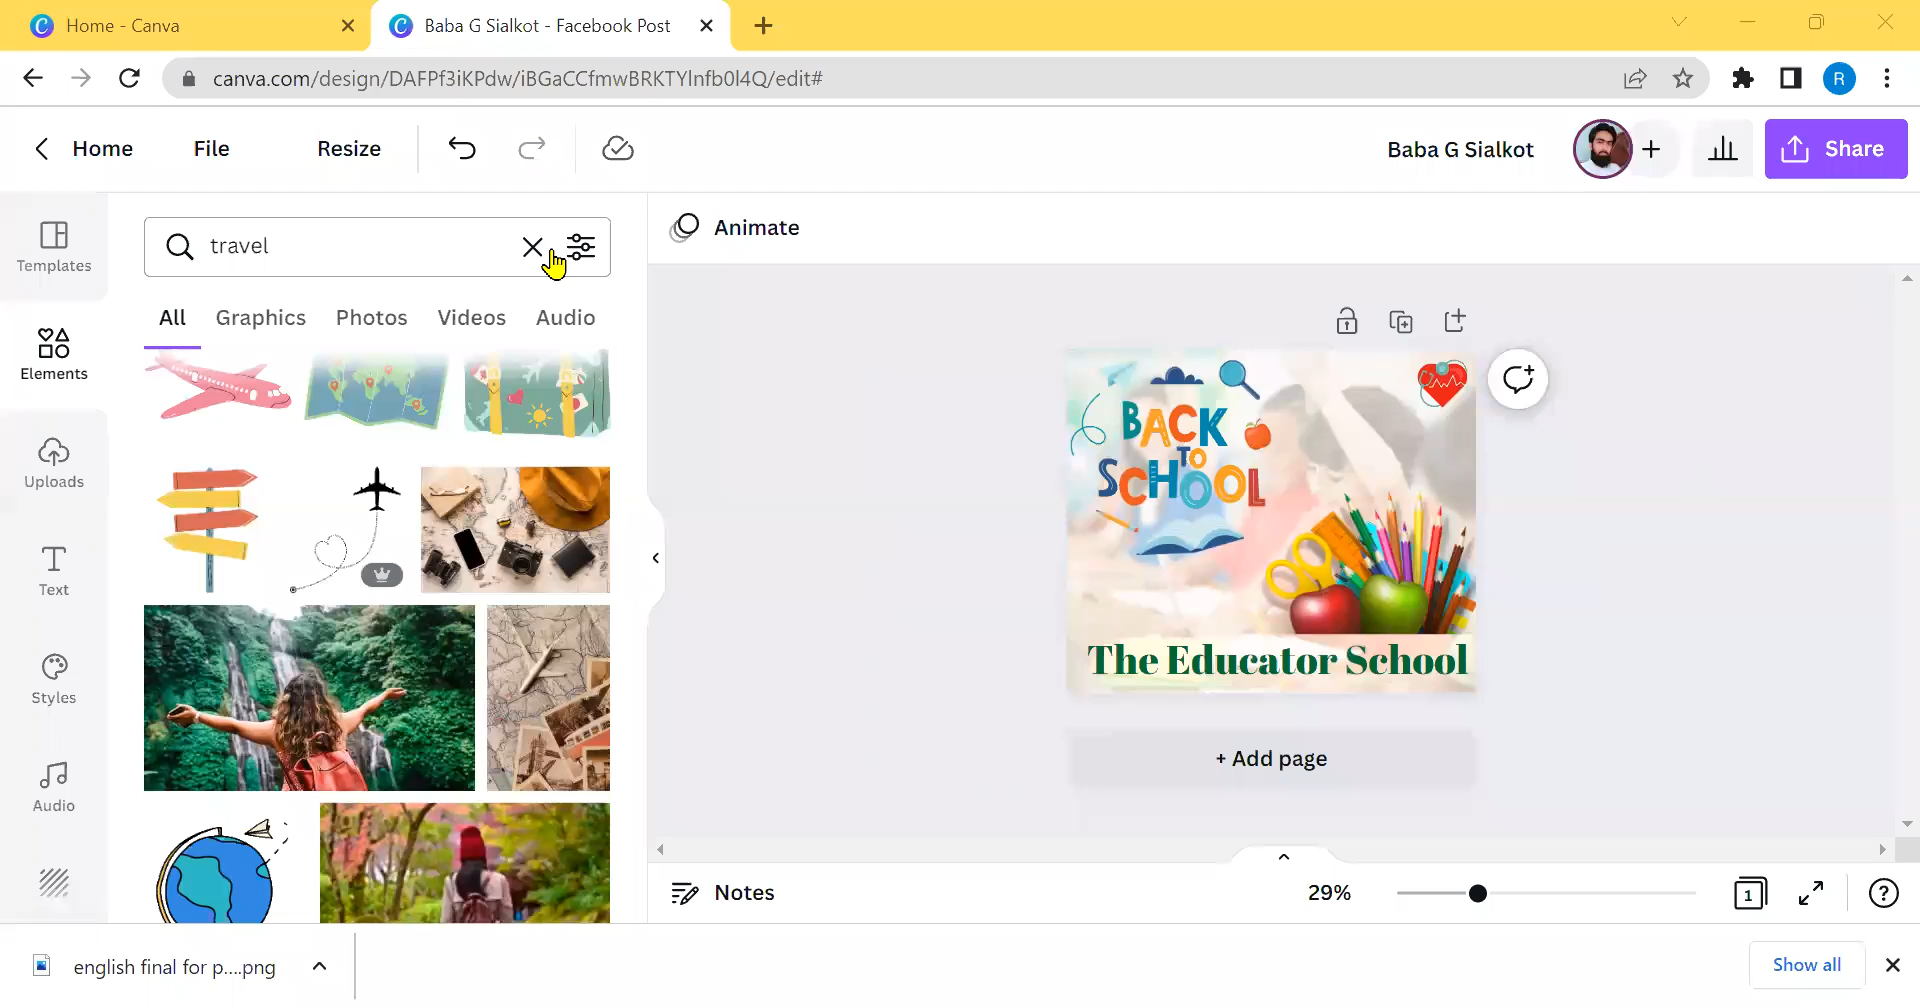 Home - Canva
Baba G Sialkot - Facebook Post
canva.com/design/DAFPf3iKPdw/iBGaCCfmwBRKTYlnfb0l4Q/edit#
R
Home
File
Resize
Baba G Sialkot
Share
Templates
Elements
Uploads
Text
Styles
Audio
travel
All
Graphics
Photos
Videos
Audio
Animate
BACK
TO
SCHOOL
The Educator School
+ Add page
Notes
29%
1
english final for p....png
Show all